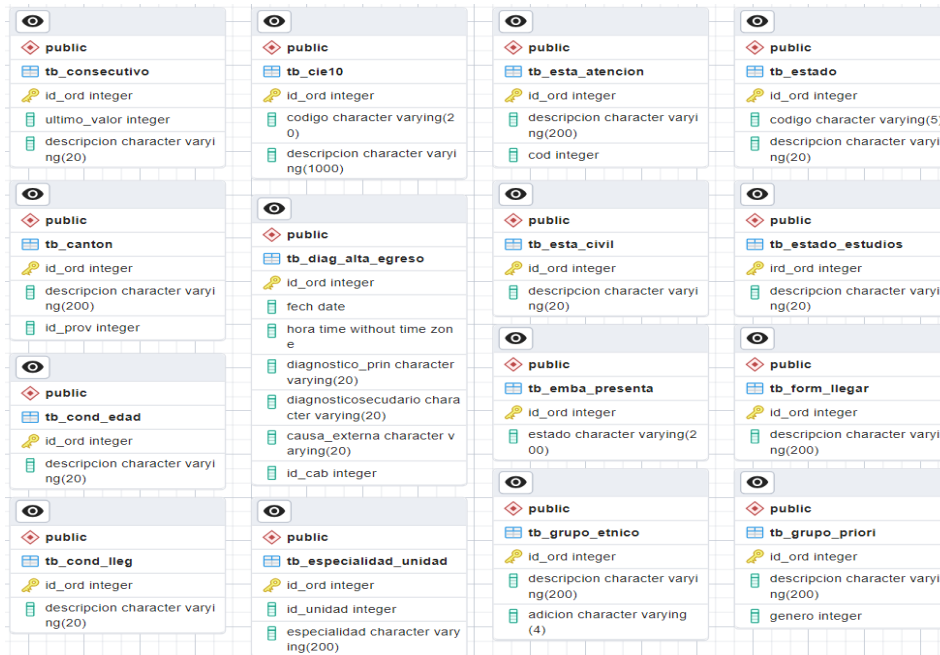 public
tb_consecutivo
id_ord integer
ultimo_valor integer
descripcion character varyi
ng(20)
public
tb_canton
id_ord integer
descripcion character varyi
ng(200)
id_prov integer
public
tb_cond_edad
id_ord integer
descripcion character varyi
ng(20)
public
tb_cond_lleg
id_ord integer
descripcion character varyi
ng(20)
public
tb_cie10
id_ord integer
codigo character varying(2
0)
descripcion character varyi
ng(1000)
public
tb_diag_alta_egreso
id_ord integer
fech date
hora time without time zon
e
diagnostico_prin character
varying(20)
diagnosticosecudario chara
cter varying(20)
causa_externa character v
arying(20)
id_cab integer
public
tb_especialidad_unidad
id_ord integer
id_unidad integer
especialidad character vary
ing(200)
public
tb_esta_atencion
id_ord integer
descripcion character varyi
ng(200)
cod integer
public
tb_esta_civil
id_ord integer
descripcion character varyi
ng(20)
public
tb_emba_presenta
id_ord integer
estado character varying(2
00)
public
tb_grupo_etnico
id_ord integer
descripcion character varyi
ng(200)
adicion character varying
(4)
public
tb_estado
id_ord integer
codigo character varying(5)
descripcion character varyi
ng(20)
public
tb_estado_estudios
ird_ord integer
descripcion character varyi
ng(20)
public
tb_form_llegar
id_ord integer
descripcion character varyi
ng(200)
public
tb_grupo_priori
id_ord integer
descripcion character varyi
ng(200)
genero integer